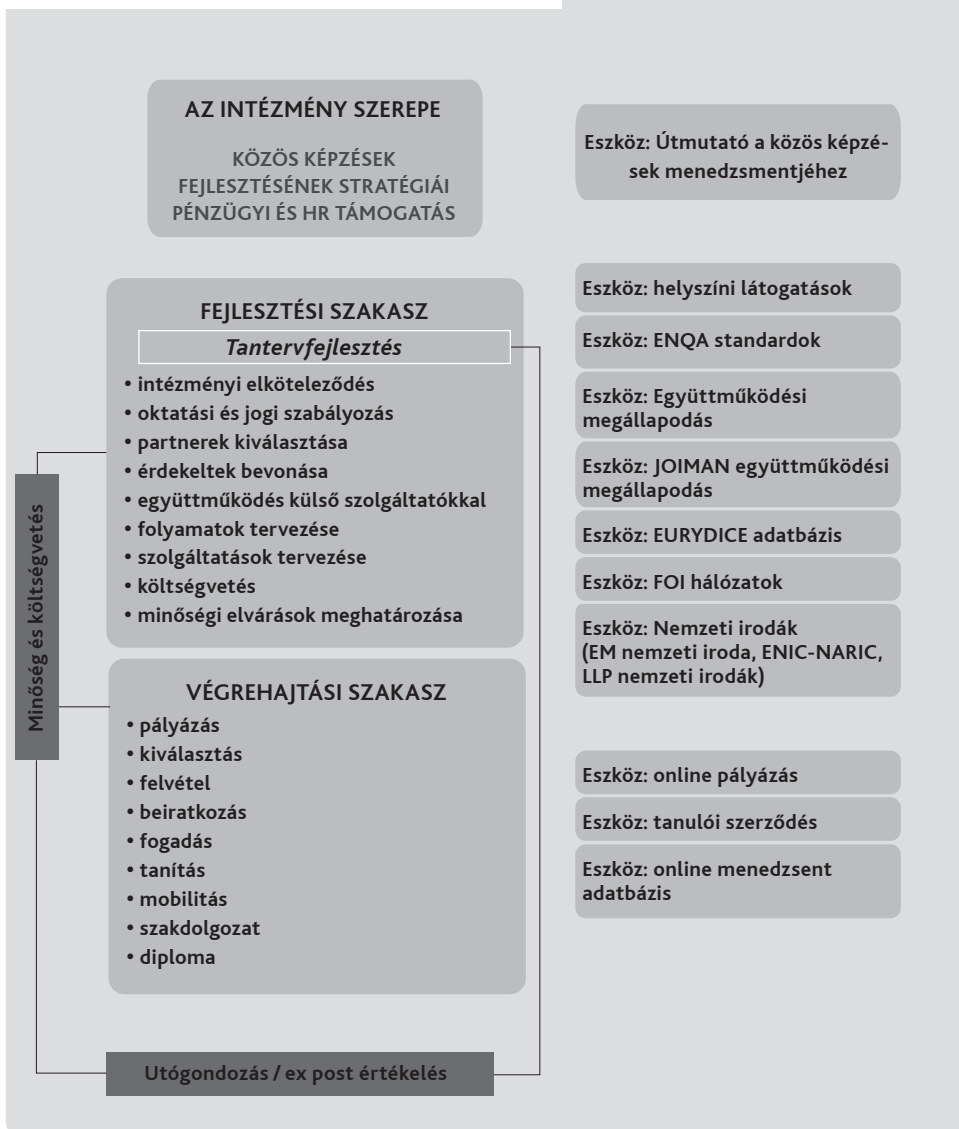 AZ INTÉZMÉNY SZEREPE
KÖZÖS KÉPZÉSEK
FEJLESZTÉSÉNEK STRATÉGIÁI
PÉNZÜGYI ÉS HR TÁMOGATÁS
Eszköz: Útmutató a közös képzé-
sek menedzsmentjéhez
FEJLESZTÉSI SZAKASZ
Tantervfejlesztés
• intézményi elköteleződés
• oktatási és jogi szabályozás
• partnerek kiválasztása
• érdekeltek bevonása
• együttműködés külső szolgáltatókkal
• folyamatok tervezése
• szolgáltatások tervezése
• költségvetés
• minőségi elvárások meghatározása
Eszköz: helyszíni látogatások
Eszköz: ENQA standardok
Eszköz: Együttműködési
megállapodás
Eszköz: JOIMAN együttműködési
megállapodás
Eszköz: EURYDICE adatbázis
Eszköz: FOI hálózatok
Eszköz: Nemzeti irodák
(EM nemzeti iroda, ENIC-NARIC,
LLP nemzeti irodák)
Minőség és költségvetés
VÉGREHAJTÁSI SZAKASZ
• pályázás
• kiválasztás
• felvétel
• beiratkozás
• fogadás
• tanítás
• mobilitás
• szakdolgozat
• diploma
Eszköz: online pályázás
Eszköz: tanulói szerződés
Eszköz: online menedzsent
adatbázis
Utógondozás / ex post értékelés